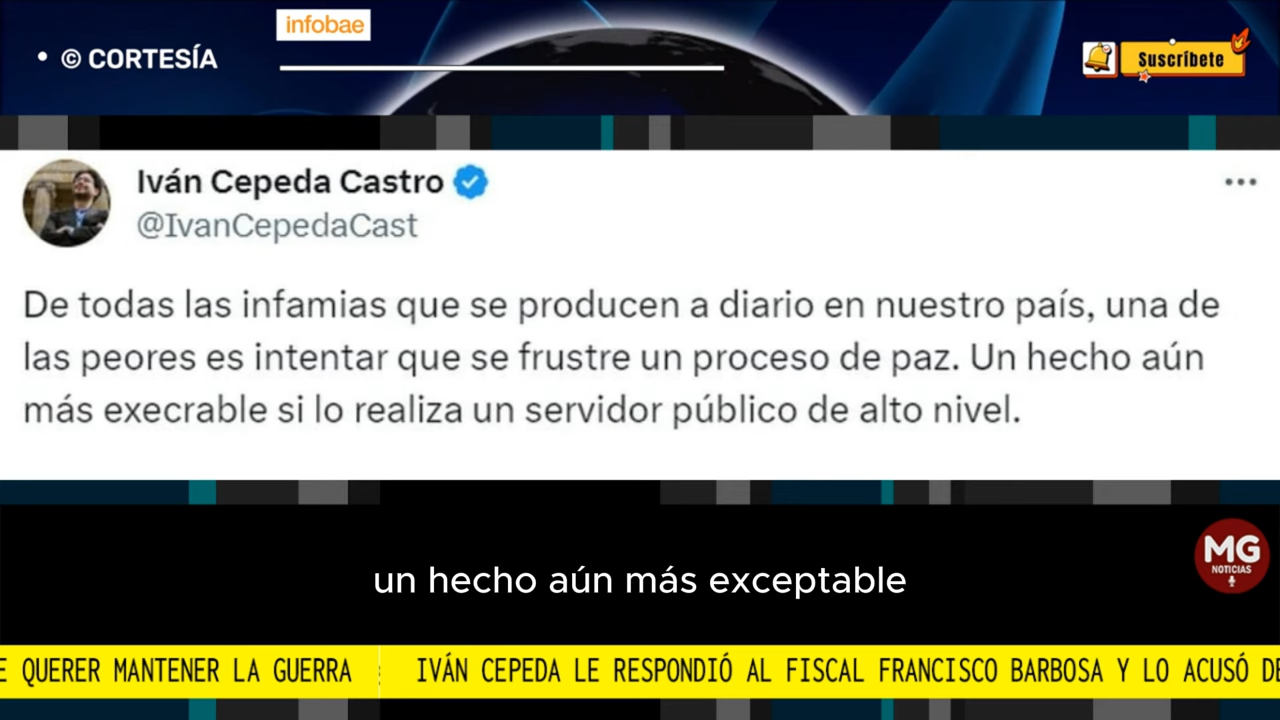 infobae
• © CORTESÍA
Suscríbete
Iván Cepeda Castro
@IvanCepedaCast
De todas las infamias que se producen a diario en nuestro país, una de
las peores es intentar que se frustre un proceso de paz. Un hecho aún
más execrable si lo realiza un servidor público de alto nivel.
MG
NOTICIAS
un hecho aún más exceptable
E QUERER MANTENER LA GUERRA IVÁN CEPEDA LE RESPONDIÓ AL FISCAL FRANCISCO BARBOSA Y LO ACUSÓ DE